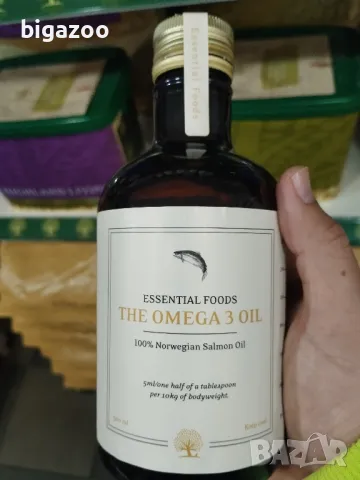 bigazoo
Essential Foods
ESSENTIAL FOODS
THE OMEGA 3 OIL
100% Norwegian Salmon Oil
5ml/one half of a tablespoon
per 10kg of bodyweight.
BAZAR